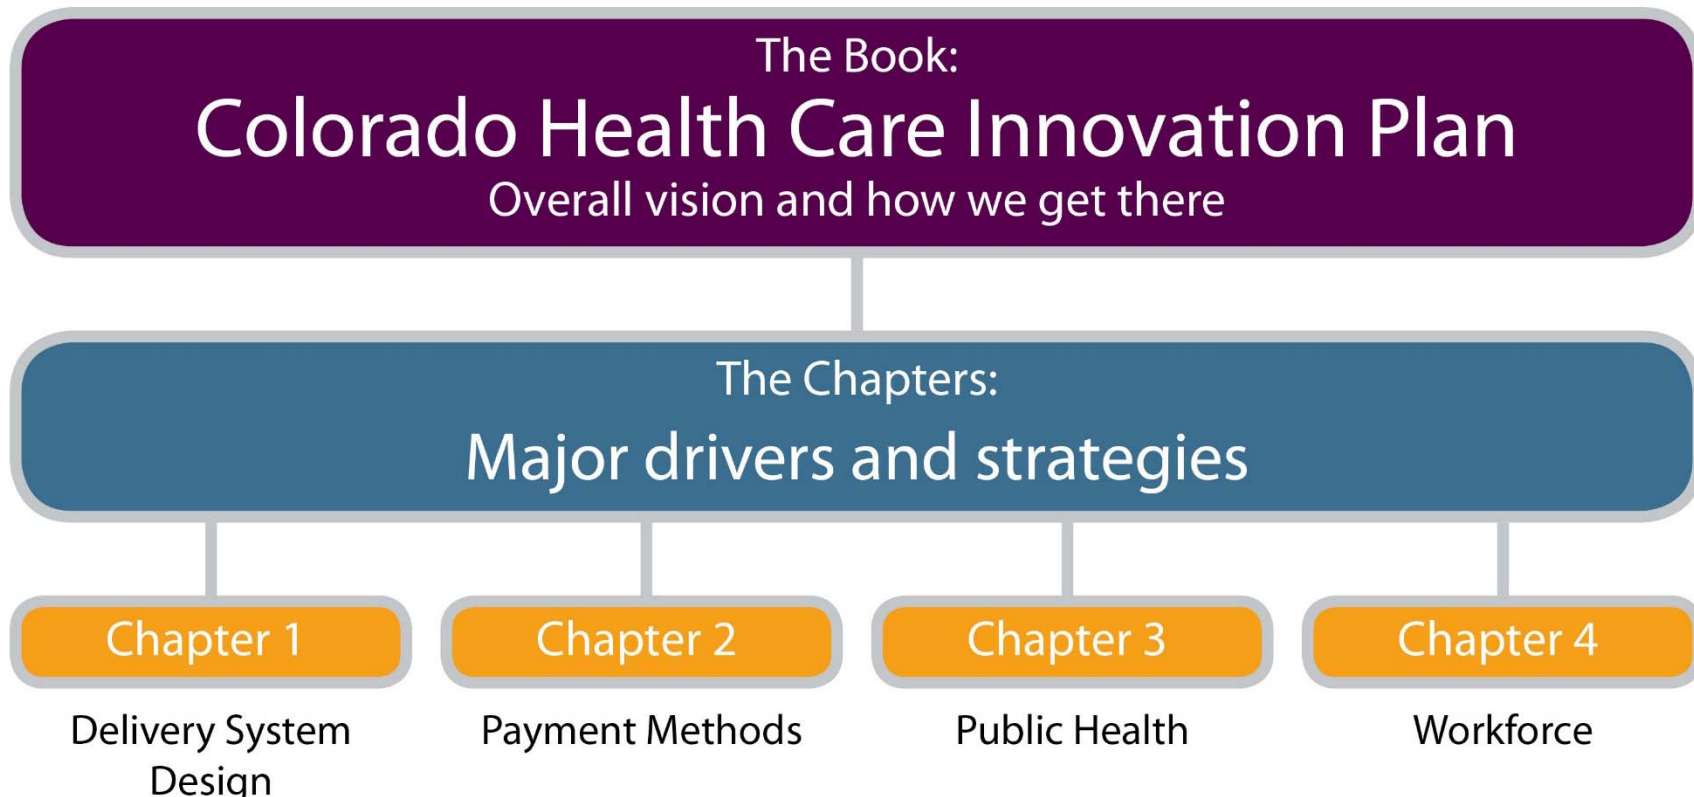 The Book:
Colorado Health Care Innovation Plan
Overall vision and how we get there
The Chapters:
Major drivers and strategies
Chapter 1
Chapter 2
Chapter 3
Chapter 4
Delivery System
Design
Payment Methods
Public Health
Workforce